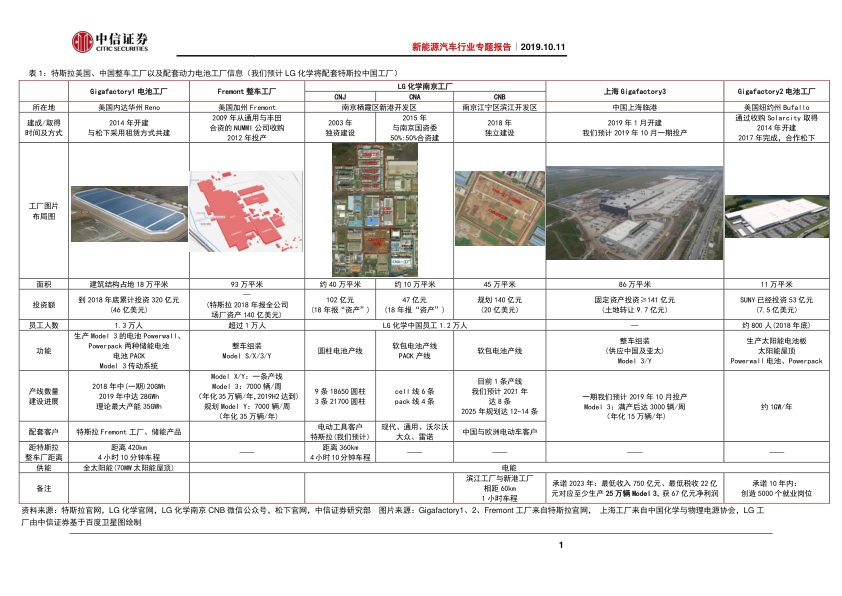 中信证券
CITIC SECURITIES
新能源汽车行业专题报告｜2019.10.11
表 1：特斯拉美国、中国整车工厂以及配套动力电池工厂信息（我们预计 LG 化学将配套特斯拉中国工厂）
Gigafactory1 电池工厂
Fremont 整车工厂
LG 化学南京工厂
上海 Gigafactory3
Gigafactory2 电池工厂
CNJ
CNA
CNB
所在地
美国内达华州 Reno
美国加州 Fremont
南京栖霞区新港开发区
南京江宁区滨江开发区
中国上海临港
美国纽约州 Bufallo
建成/取得
时间及方式
2014 年开建
与松下采用租赁方式共建
2009 年从通用与丰田
合资的 NUMMI 公司收购
2012 年投产
2003 年
独资建设
2015 年
与南京国资委
50%:50%合资建
2018 年
独立建设
2019 年 1 月开建
我们预计 2019 年 10 月一期投产
通过收购 Solarcity 取得
2014 年开建
2017 年完成，合作松下
工厂图片
布局图
面积
建筑结构占地 18 万平米
93 万平米
约 40 万平米
约 10 万平米
45 万平米
86 万平米
11 万平米
投资额
到 2018 年底累计投资 320 亿元
(46 亿美元)
—
(特斯拉 2018 年报全公司
场厂资产 140 亿美元)
102 亿元
(18 年报“资产”)
47 亿元
(18 年报“资产”)
规划 140 亿元
(20 亿美元)
固定资产投资≥141 亿元
(土地转让 9.7 亿元)
SUNY 已经投资 53 亿元
(7.5 亿美元)
员工人数
1.3 万人
超过 1 万人
LG 化学中国员工 1.2 万人
—
约 800 人(2018 年底)
功能
生产 Model 3 的电池 Powerwall、
Powerpack 两种储能电池
电池 PACK
Model 3 传动系统
整车组装
Model S/X/3/Y
圆柱电池产线
软包电池产线
PACK 产线
软包电池产线
整车组装
(供应中国及亚太)
Model 3/Y
生产太阳能电池板
太阳能屋顶
Powerwall 电池、Powerpack
产线数量
建设进展
2018 年中(一期)20GWh
2019 年中达 28GWh
理论最大产能 35GWh
Model X/Y：一条产线
Model 3：7000 辆/周
(年化 35 万辆/年,2019H2 达到)
规划 Model Y：7000 辆/周
(年化 35 万辆/年)
9 条 18650 圆柱
3 条 21700 圆柱
cell 线 6 条
pack 线 4 条
目前 1 条产线
我们预计 2021 年
达 8 条
2025 年规划达 12-14 条
一期我们预计 2019 年 10 月投产
Model 3：满产后达 3000 辆/周
(年化 15 万辆/年)
约 1GW/年
配套客户
特斯拉 Fremont 工厂、储能产品
电动工具客户
特斯拉(我们预计)
现代、通用、沃尔沃
大众、雷诺
中国与欧洲电动车客户
距特斯拉
整车厂距离
距离 420km
4 小时 10 分钟车程
——
距离 360km
4 小时 10 分钟车程
——
——
——
——
供能
全太阳能(70MW 太阳能屋顶)
电能
备注
滨江工厂与新港工厂
相距 60km
1 小时车程
承诺 2023 年：最低收入 750 亿元、最低税收 22 亿
元对应至少生产 25 万辆 Model 3，获 67 亿元净利润
承诺 10 年内：
创造 5000 个就业岗位
资料来源：特斯拉官网，LG 化学官网，LG 化学南京 CNB 微信公众号，松下官网，中信证券研究部 图片来源：Gigafactory1、2、Fremont 工厂来自特斯拉官网， 上海工厂来自中国化学与物理电源协会，LG 工
厂由中信证券基于百度卫星图绘制
1